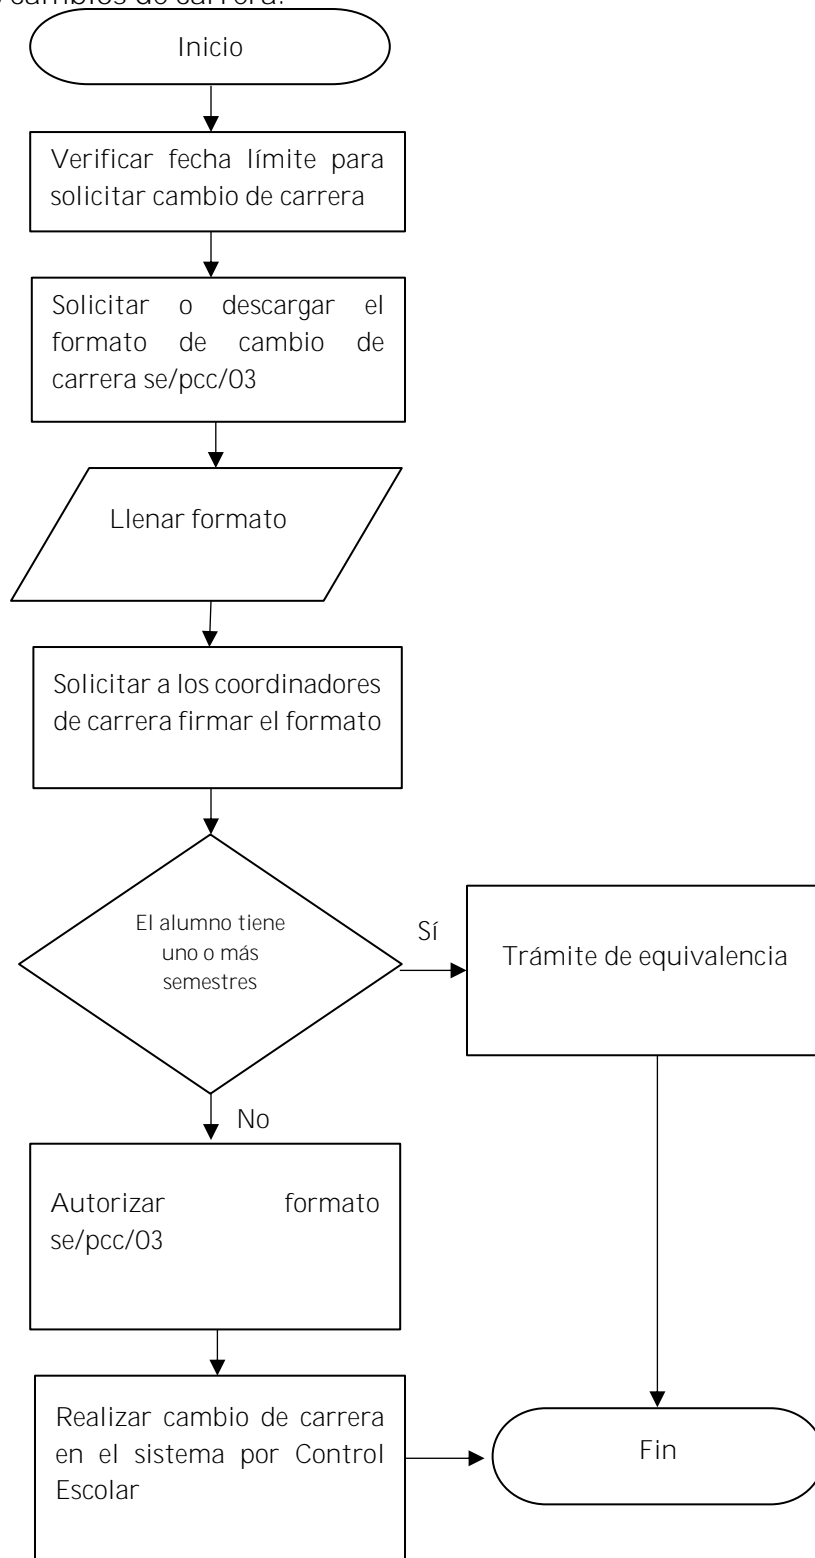 cambios de carrera.
Inicio
Verificar fecha límite para
solicitar cambio de carrera
Solicitar o descargar el
formato de cambio de
carrera se/pcc/03
Llenar formato
Solicitar a los coordinadores
de carrera firmar el formato
El alumno tiene
uno o más
semestres
Sí
Trámite de equivalencia
No
Autorizar formato
se/pcc/03
Realizar cambio de carrera
en el sistema por Control
Escolar
Fin